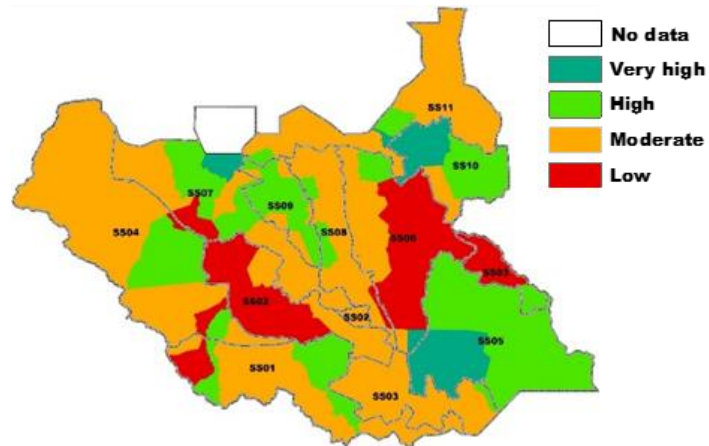 No data
Very high
High
Moderate
Low
SS11
SS10
SS07
SS09
SS04
SS08
SS06
SS03
SS02
SS02
SS05
SS01
SS03